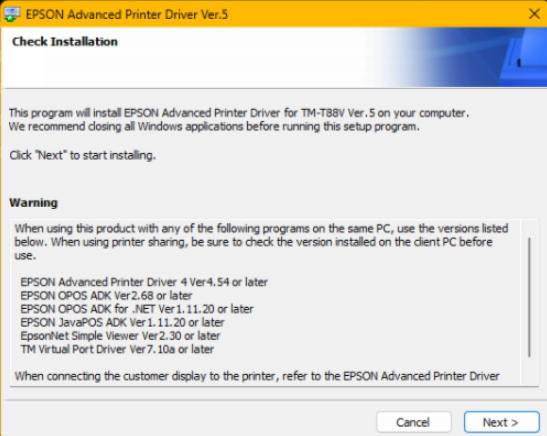 EPSON Advanced Printer Driver Ver.5
Check Installation
This program will install EPSON Advanced Printer Driver for TM-T88V Ver.5 on your computer.
We recommend closing all Windows applications before running this setup program.
Click "Next" to start installing.
Warning
When using this product with any of the following programs on the same PC, use the versions listed
below. When using printer sharing, be sure to check the version installed on the client PC before
use.
EPSON Advanced Printer Driver 4 Ver4.54 or later
EPSON OPOS ADK Ver2.68 or later
EPSON OPOS ADK for .NET Ver1.11.20 or later
EPSON JavaPOS ADK Ver1.11.20 or later
EpsonNet Simple Viewer Ver2.30 or later
TM Virtual Port Driver Ver7.10a or later
When connecting the customer display to the printer, refer to the EPSON Advanced Printer Driver
Cancel
Next >